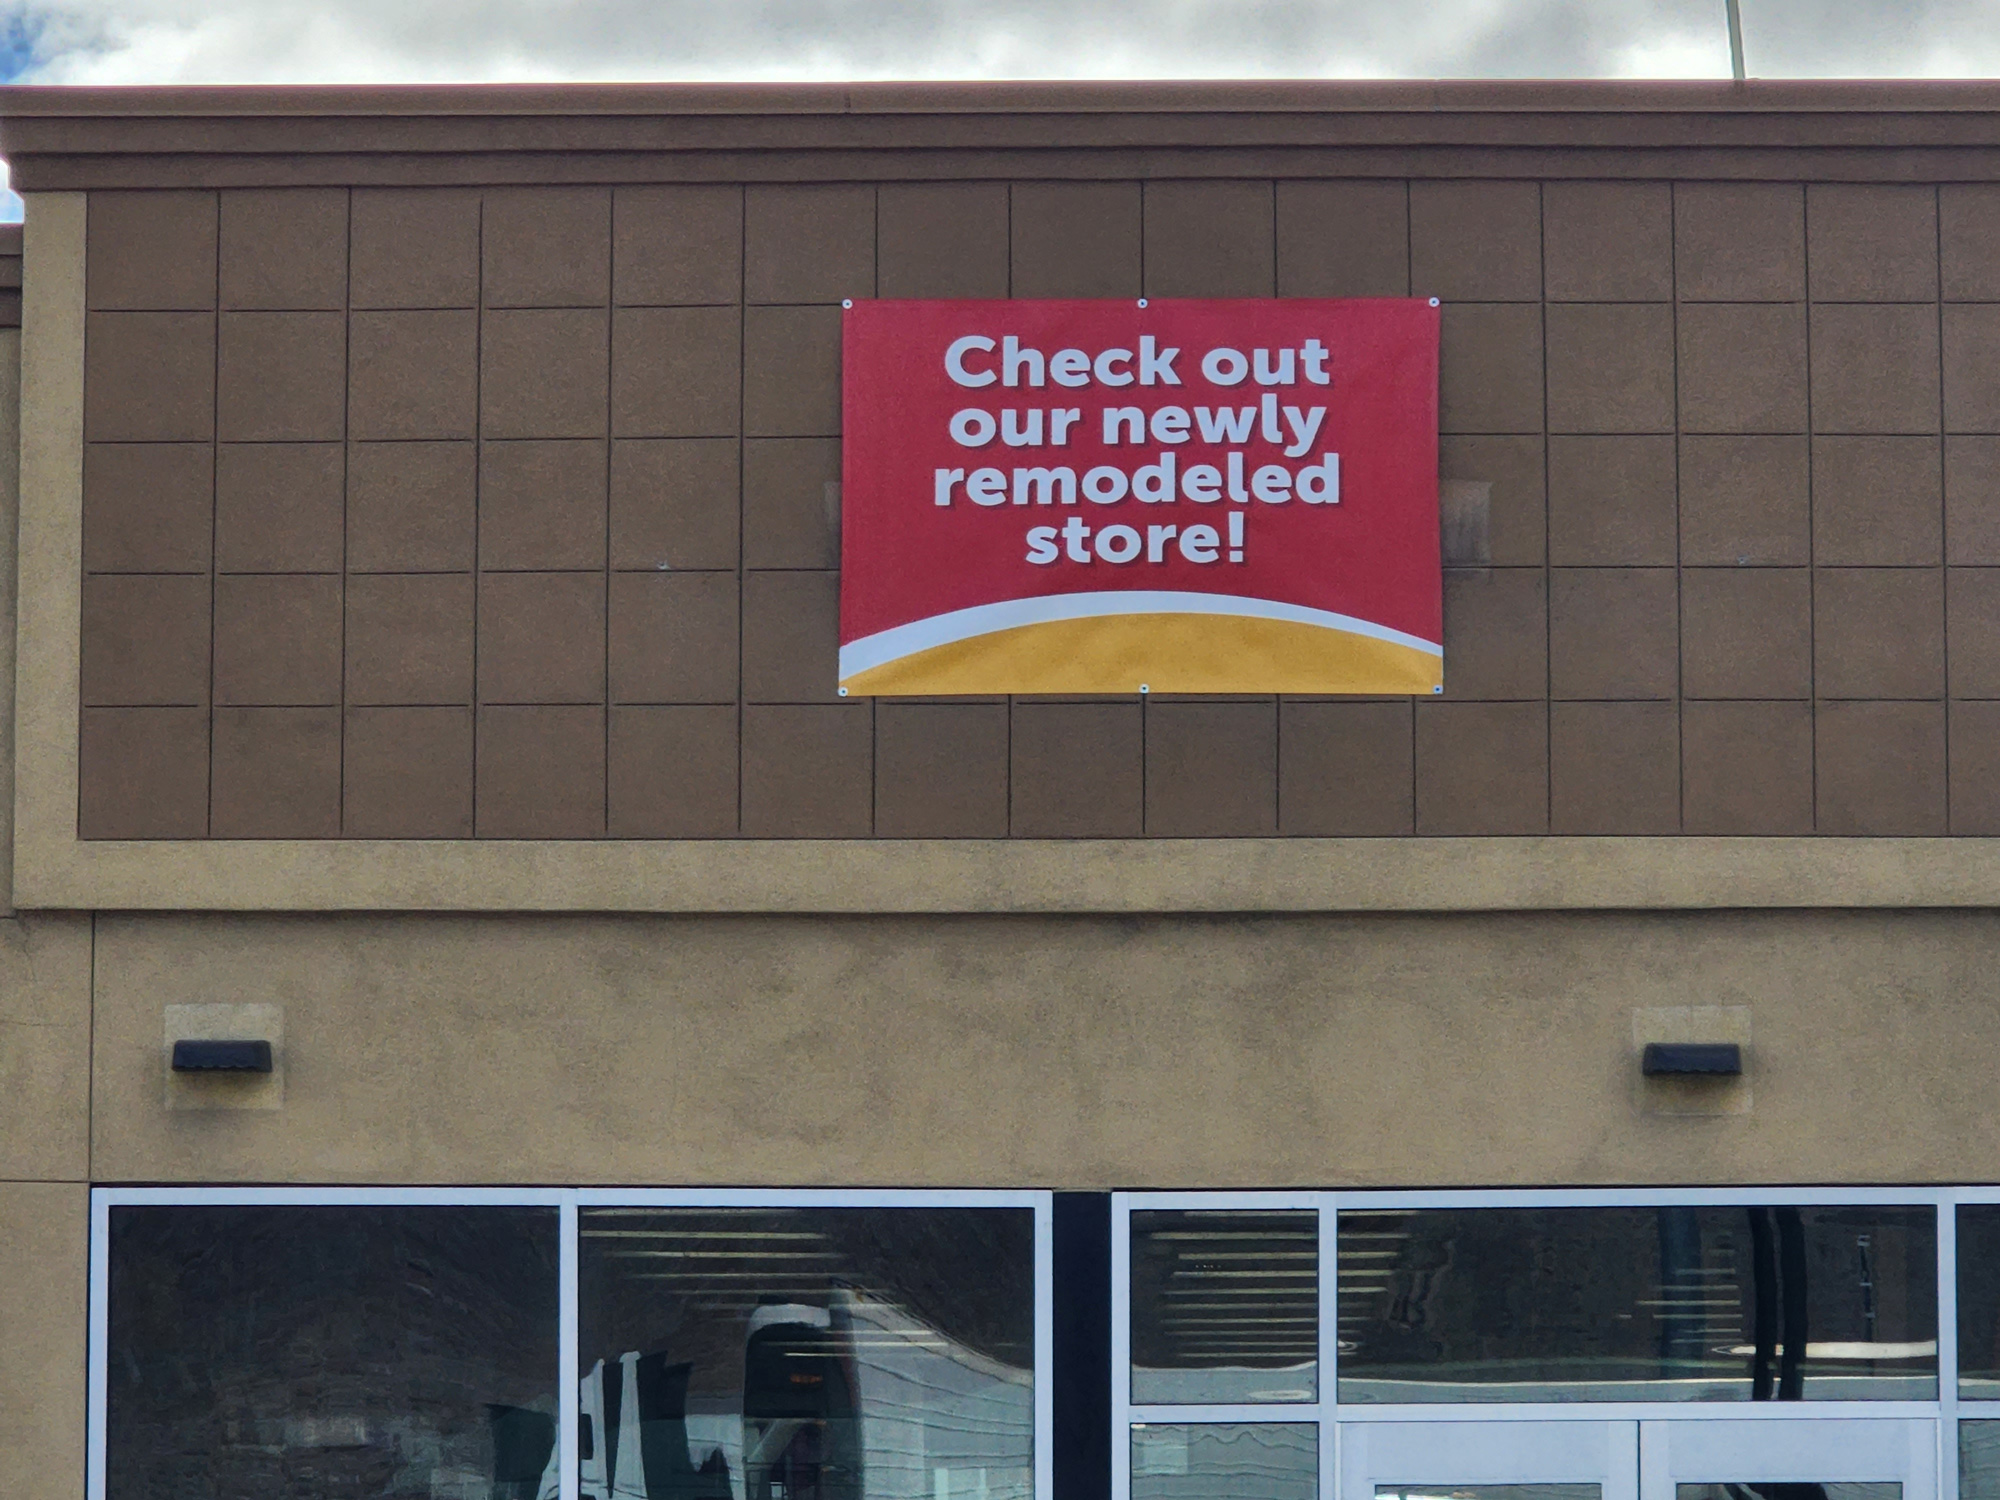 Check out
our newly
remodeled
store!